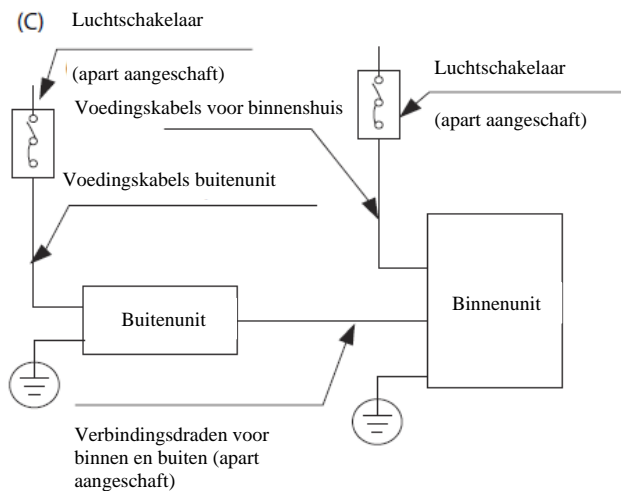 (C)
Luchtschakelaar
(apart aangeschaft)
Luchtschakelaar
(apart aangeschaft)
Voedingskabels voor binnenshuis
Voedingskabels buitenunit
Buitenunit
Binnenunit
Verbindingsdraden voor
binnen en buiten (apart
aangeschaft)